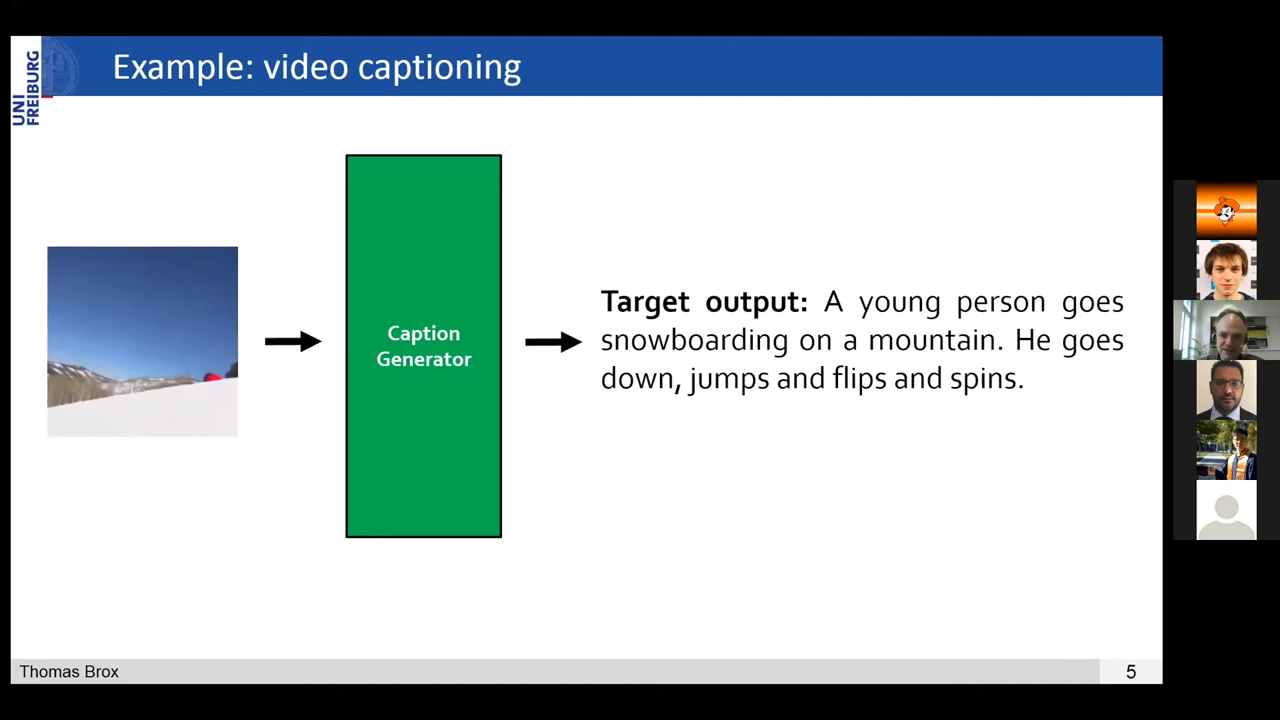 UNI
FREIBURG
Example: video captioning
Caption
Generator
Target output: A young person goes
snowboarding on a mountain. He goes
down, jumps and flips and spins.
Thomas Brox
5